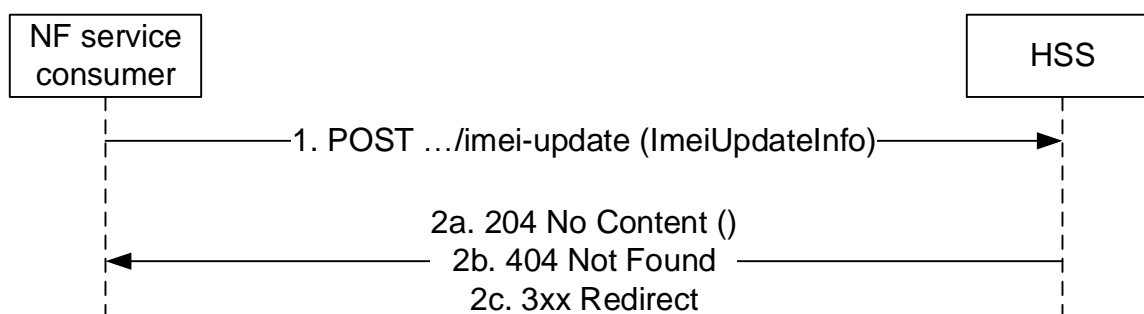 NF service
consumer
HSS
1. POST …/imei-update (ImeiUpdateInfo)
2a. 204 No Content ()
2b. 404 Not Found
2c. 3xx Redirect